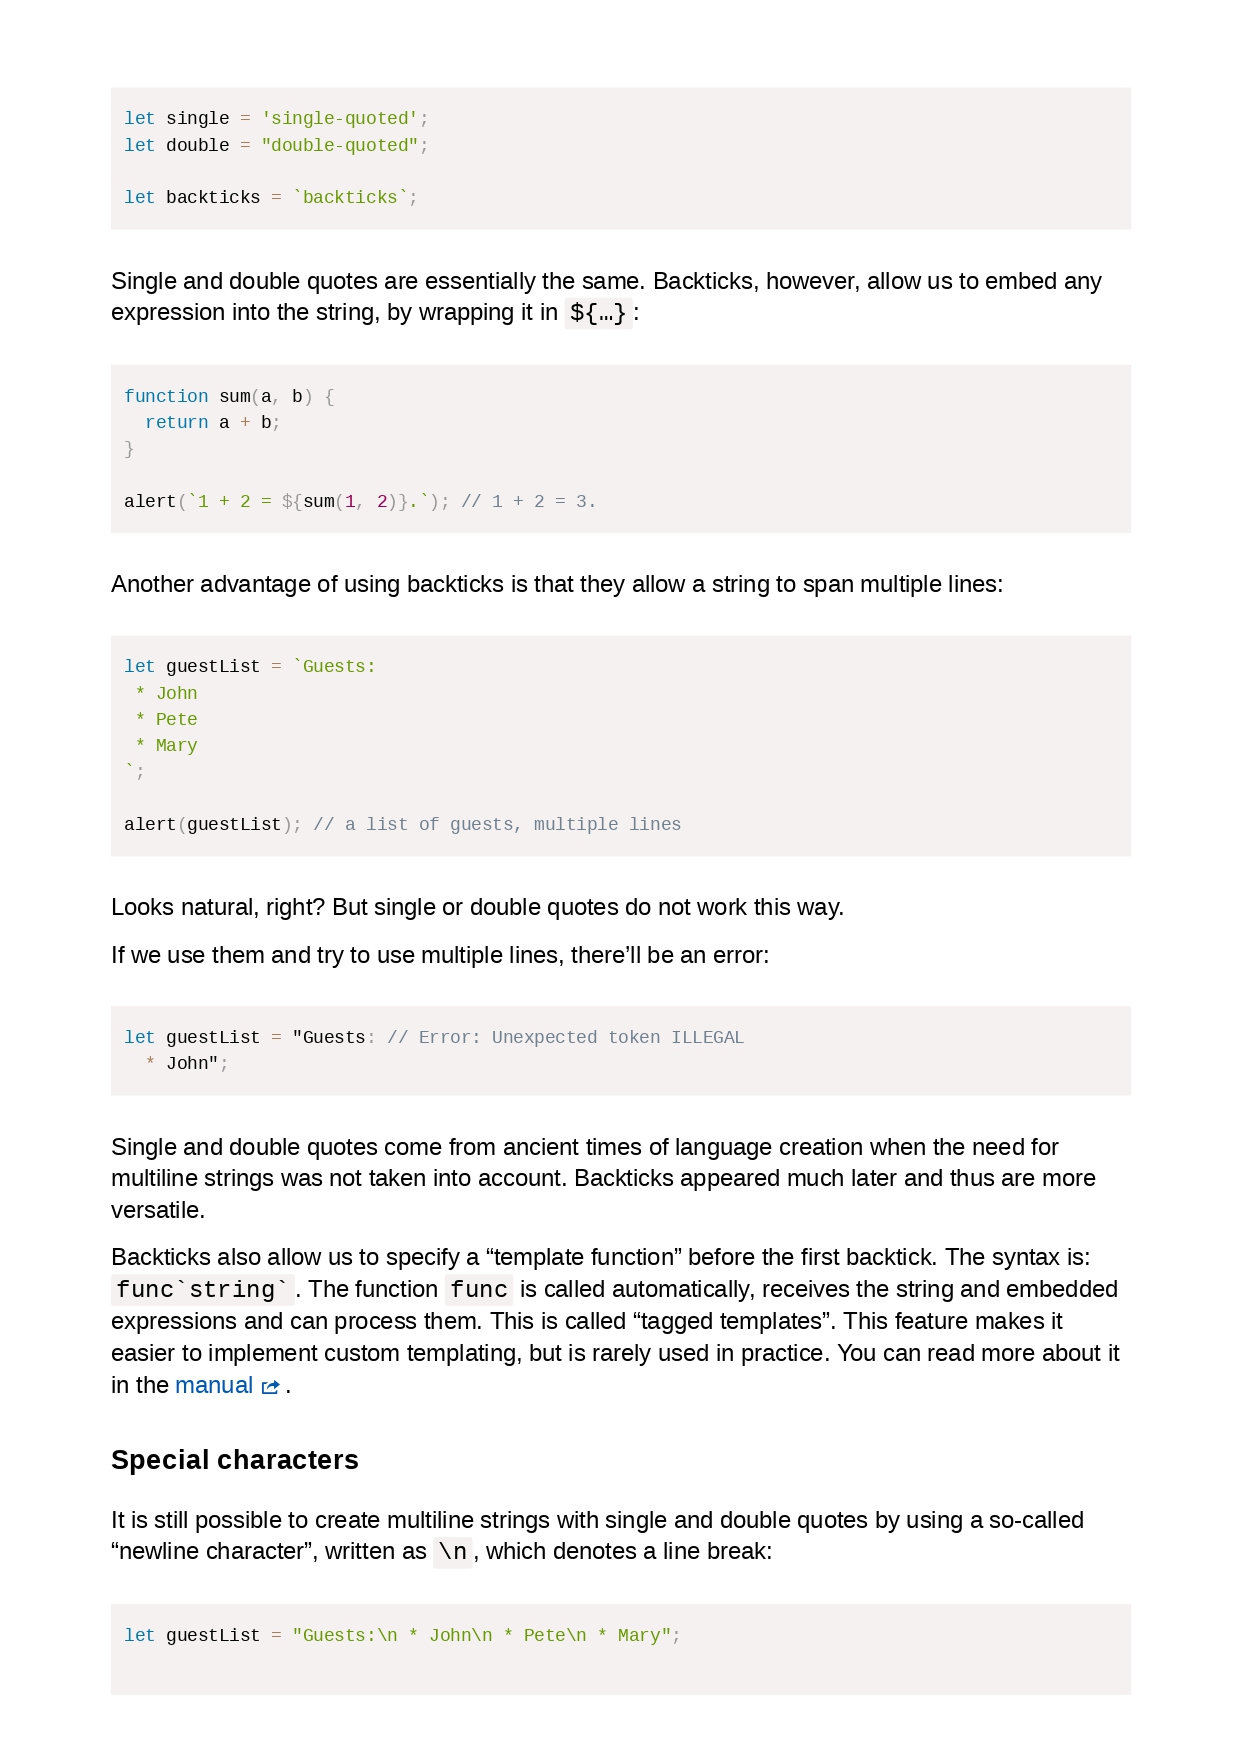 let single = 'single-quoted';
let double = "double-quoted";
let backticks = `backticks`;
Single and double quotes are essentially the same. Backticks, however, allow us to embed any
expression into the string, by wrapping it in ${…}:
function sum(a, b) {
  return a + b;
}
alert(`1 + 2 = ${sum(1, 2)}.`); // 1 + 2 = 3.
Another advantage of using backticks is that they allow a string to span multiple lines:
let guestList = `Guests:
 * John
 * Pete
 * Mary
`;
alert(guestList); // a list of guests, multiple lines
Looks natural, right? But single or double quotes do not work this way.
If we use them and try to use multiple lines, there’ll be an error:
let guestList = "Guests: // Error: Unexpected token ILLEGAL
  * John";
Single and double quotes come from ancient times of language creation when the need for
multiline strings was not taken into account. Backticks appeared much later and thus are more
versatile.
Backticks also allow us to specify a “template function” before the first backtick. The syntax is:
func`string`. The function func is called automatically, receives the string and embedded
expressions and can process them. This is called “tagged templates”. This feature makes it
easier to implement custom templating, but is rarely used in practice. You can read more about it
in the manual .
Special characters
It is still possible to create multiline strings with single and double quotes by using a so-called
“newline character”, written as \n, which denotes a line break:
let guestList = "Guests:\n * John\n * Pete\n * Mary";